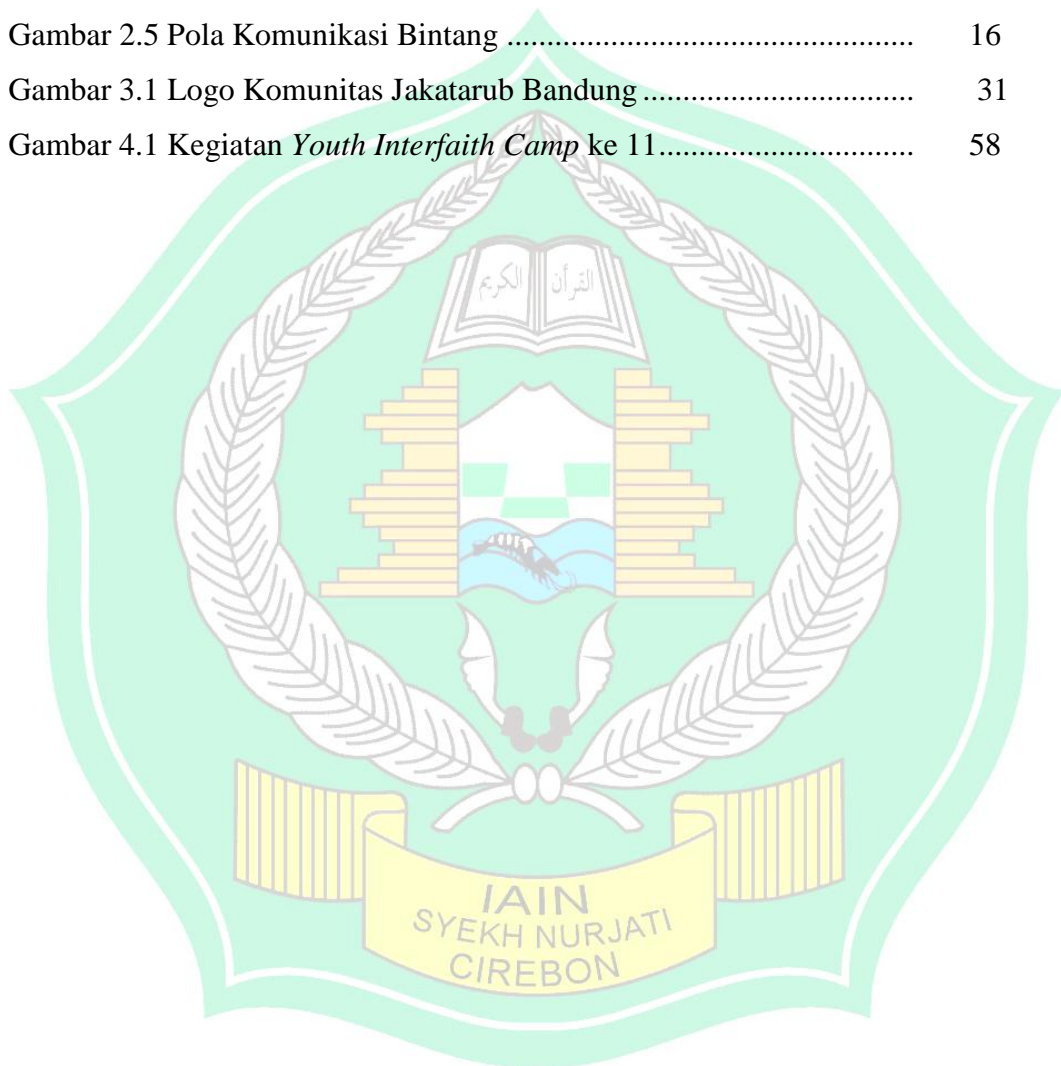 Gambar 2.5 Pola Komunikasi Bintang ................................................ 16
Gambar 3.1 Logo Komunitas Jakatarub Bandung ................................ 31
Gambar 4.1 Kegiatan Youth Interfaith Camp ke 11.............................. 58
القرآن الكريم
IAIN
SYEKH NURJATI
CIREBON